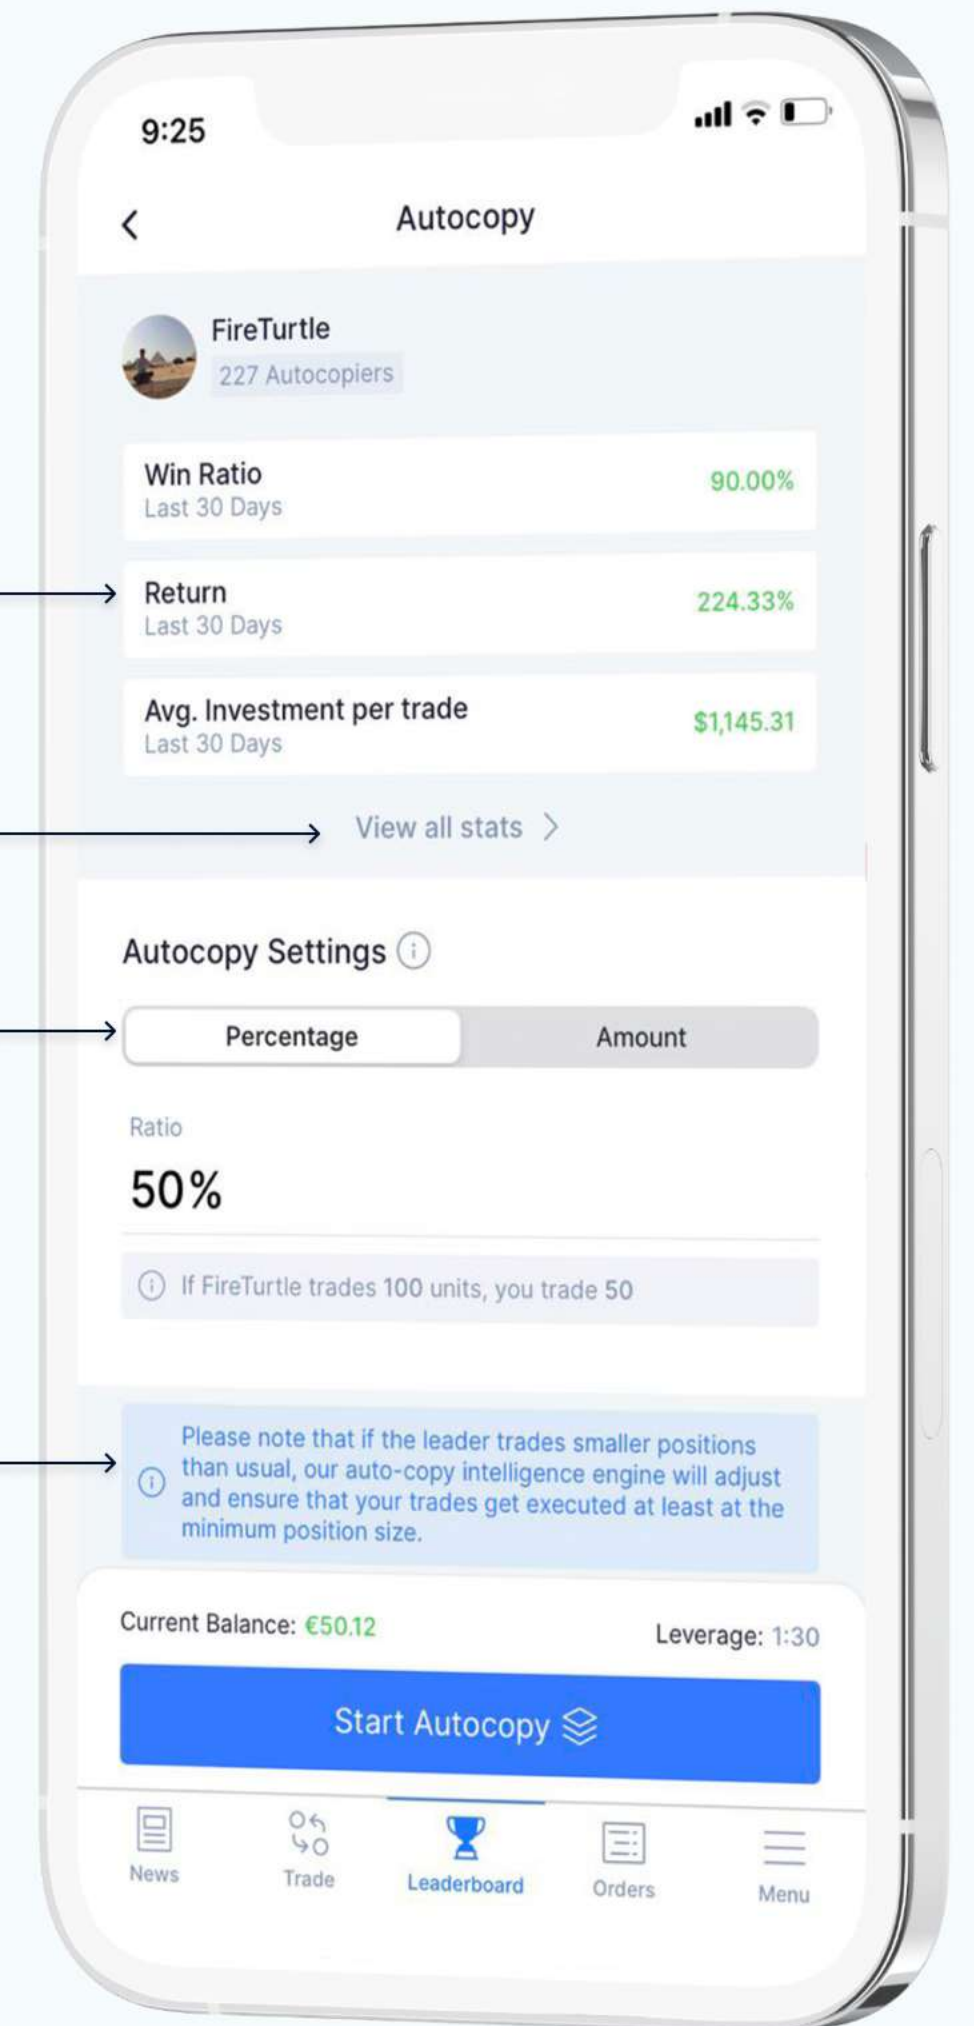 9:25
Autocopy
FireTurtle
227 Autocopiers
Win Ratio
90.00%
Last 30 Days
Return
224.33%
Last 30 Days
Avg. Investment per trade
$1,145.31
Last 30 Days
View all stats
Autocopy Settings
Percentage
Amount
Ratio
50%
If FireTurtle trades 100 units, you trade 50
Please note that if the leader trades smaller positions
than usual, our auto-copy intelligence engine will adjust
and ensure that your trades get executed at least at the
minimum position size.
Current Balance: €50.12
Leverage: 1:30
Start Autocopy
News
Trade
Leaderboard
Orders
Menu